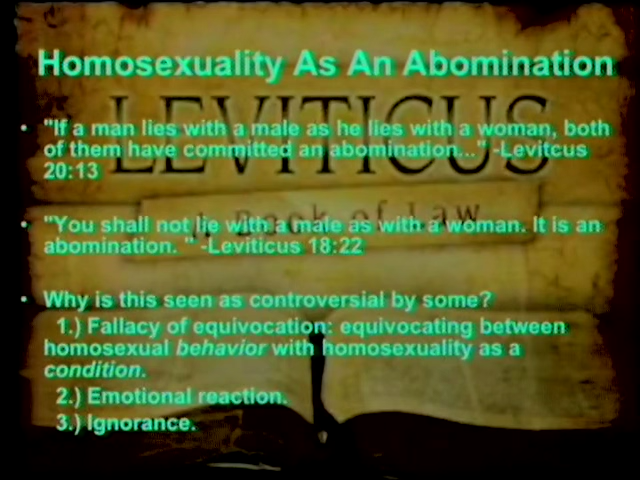 Homosexuality As An Abomination
LEVITICUS
• "If a man lies with a male as he lies with a woman, both
of them have committed an abomination..." -Levitcus
20:13
Book of Law
• "You shall not lie with a male as with a woman. It is an
abomination. " -Leviticus 18:22
• Why is this seen as controversial by some?
1.) Fallacy of equivocation: equivocating between
homosexual behavior with homosexuality as a
condition.
2.) Emotional reaction.
3.) Ignorance.